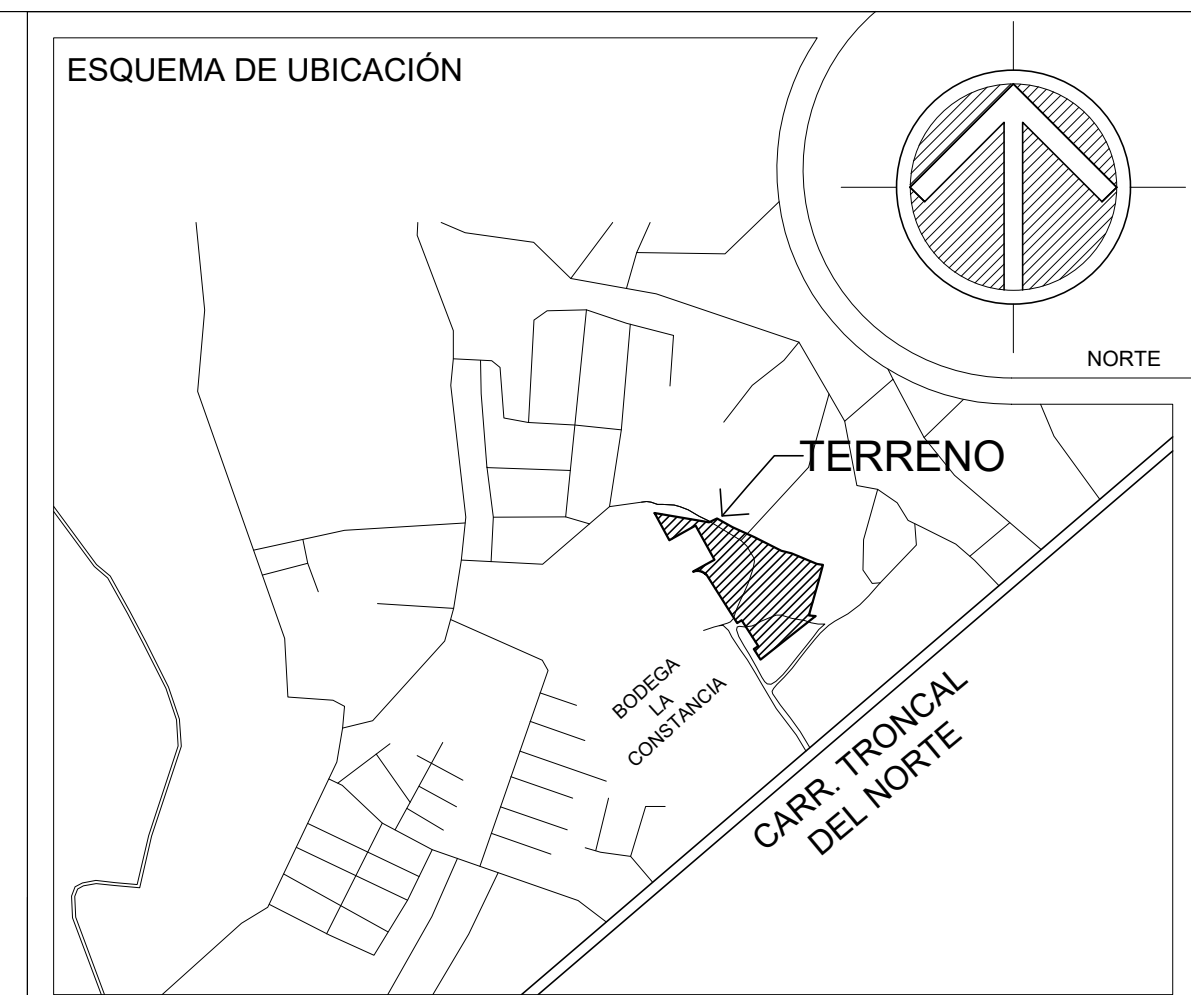 ESQUEMA DE UBICACIÓN
NORTE
TERRENO
BODEGA
LA
CONSTANCIA
CARR. TRONCAL
DEL NORTE